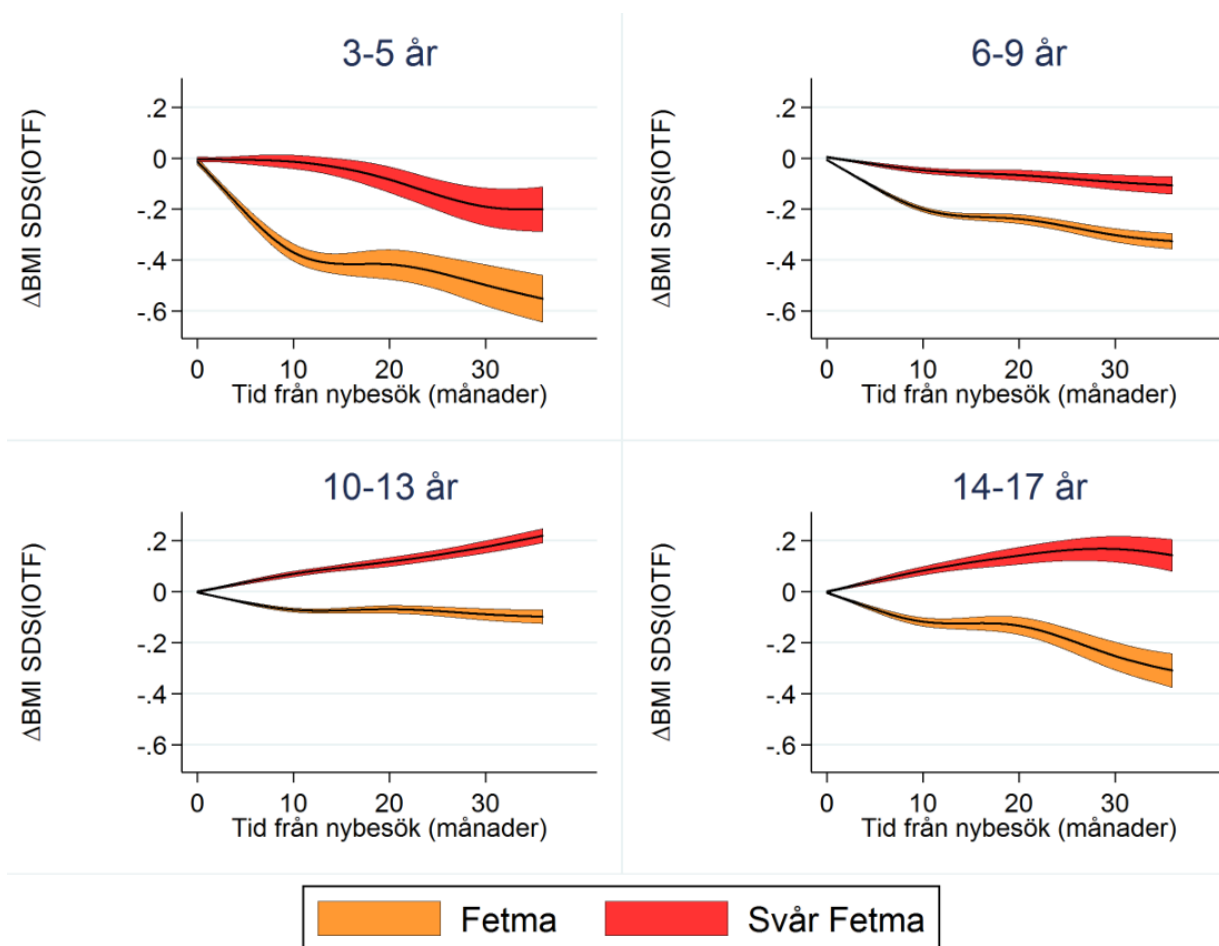 3-5 år
ΔBMI SDS(IOTF)
.2
0
-.2
-.4
-.6
0 10 20 30
Tid från nybesök (månader)
6-9 år
ΔBMI SDS(IOTF)
.2
0
-.2
-.4
-.6
0 10 20 30
Tid från nybesök (månader)
10-13 år
ΔBMI SDS(IOTF)
.2
0
-.2
-.4
-.6
0 10 20 30
Tid från nybesök (månader)
14-17 år
ΔBMI SDS(IOTF)
.2
0
-.2
-.4
-.6
0 10 20 30
Tid från nybesök (månader)
Fetma Svår Fetma